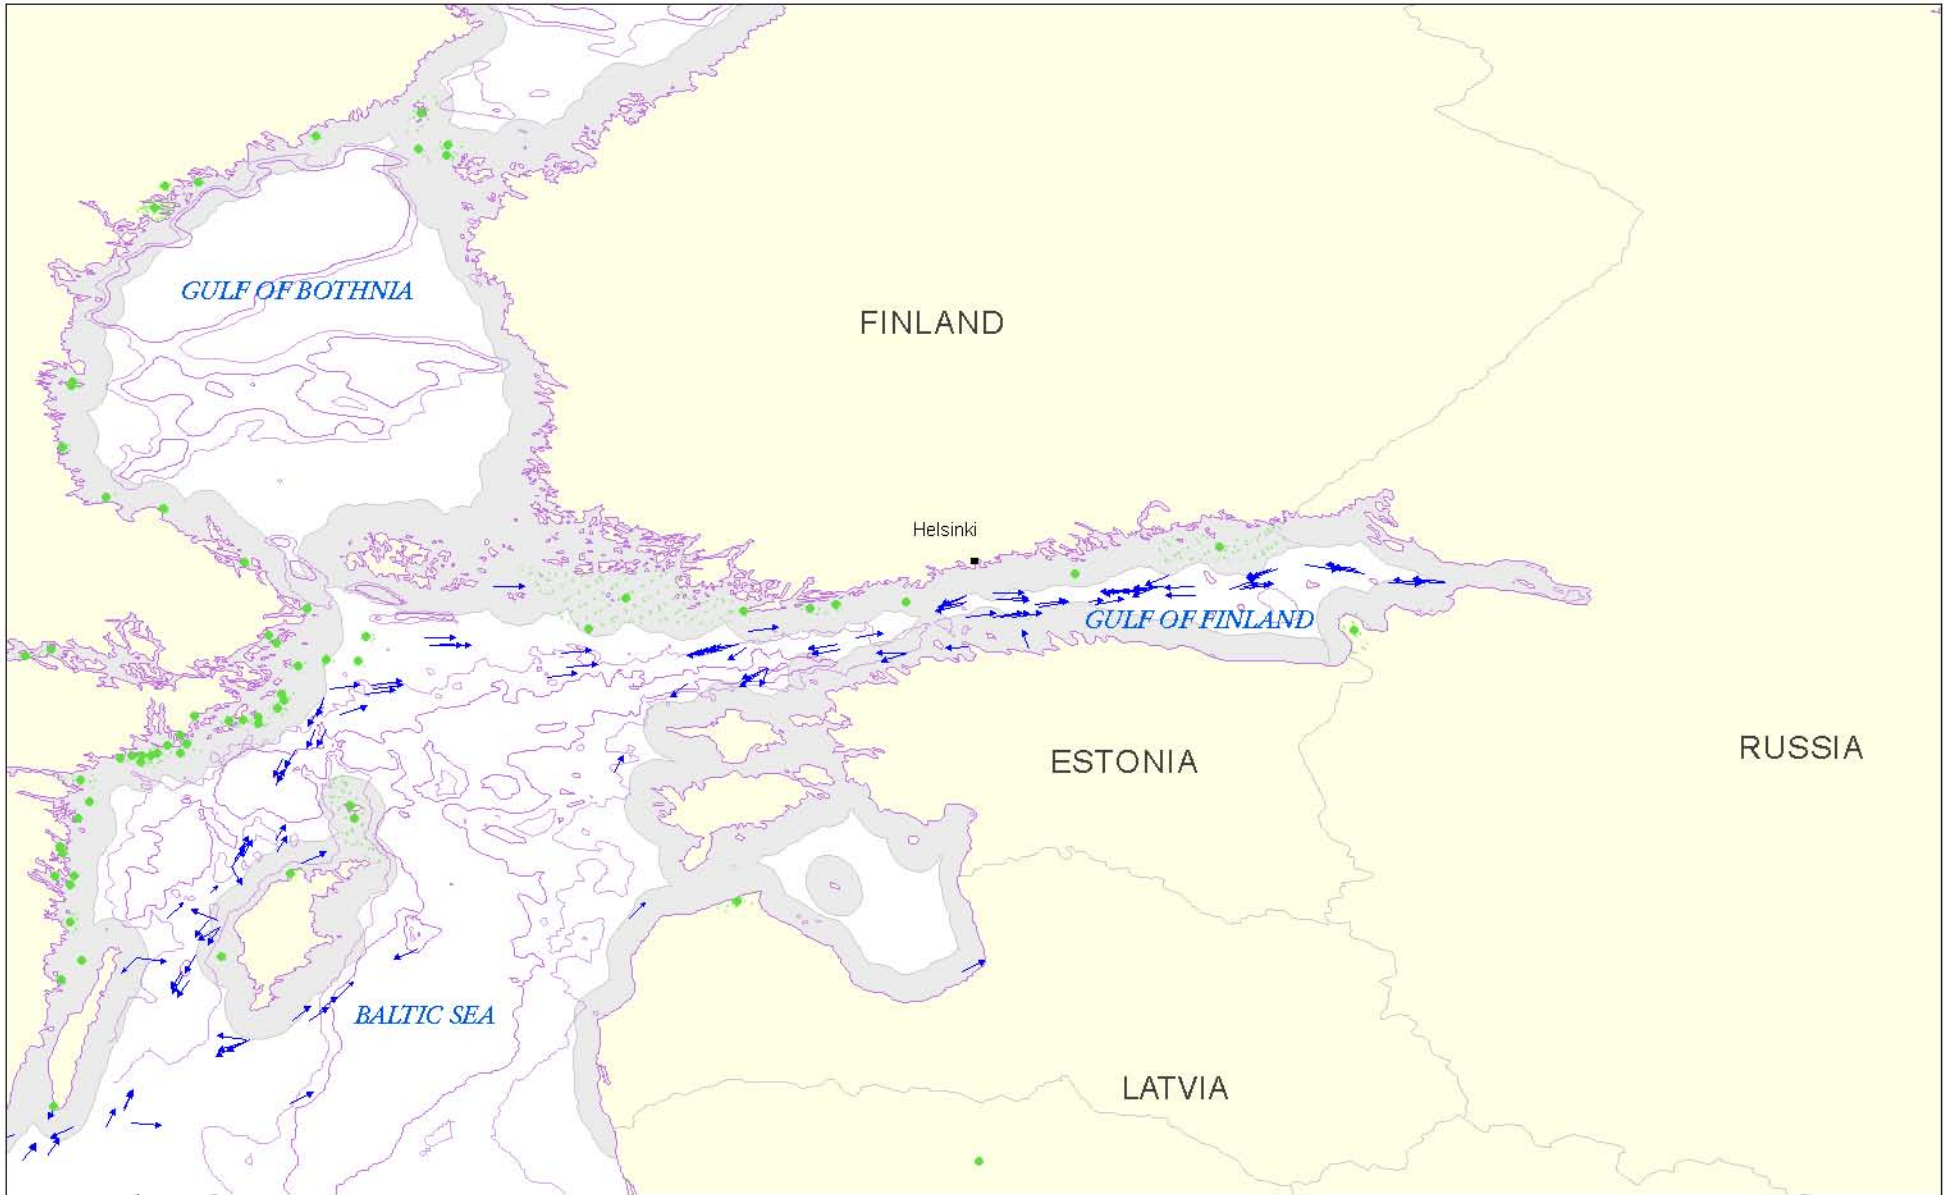 GULF OF BOTHNIA
FINLAND
Helsinki
GULF OF FINLAND
ESTONIA
RUSSIA
BALTIC SEA
LATVIA